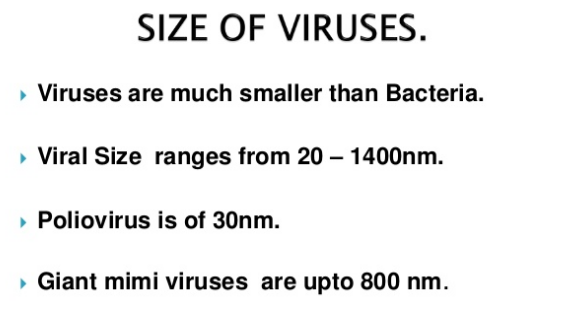 SIZE OF VIRUSES.
Viruses are much smaller than Bacteria.
Viral Size  ranges from 20 – 1400nm.
Poliovirus is of 30nm.
Giant mimi viruses  are upto 800 nm.